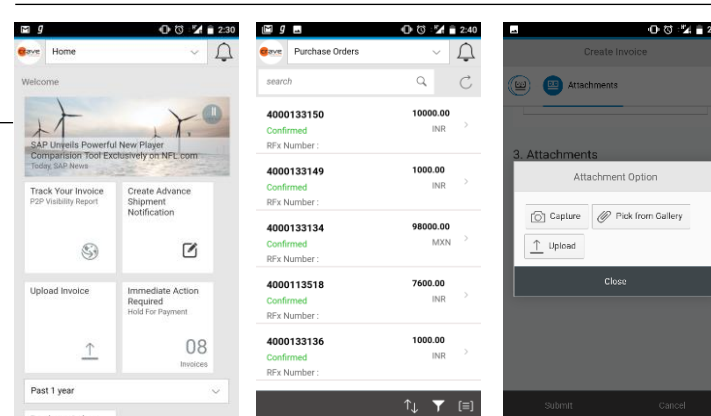 2:30
crave Home
Welcome
SAP Unveils Powerful New Player
Comparision Tool Exclusively on NFL.com
Today, SAP News
Track Your Invoice
P2P Visibility Report
Create Advance
Shipment
Notification
Upload Invoice
Immediate Action
Required
Hold For Payment
08
Invoices
Past 1 year
2:40
crave Purchase Orders
search
4000133150 10000.00
Confirmed INR
RFx Number :
4000133149 1000.00
Confirmed INR
RFx Number :
4000133134 98000.00
Confirmed MXN
RFx Number :
4000113518 7600.00
Confirmed INR
RFx Number :
4000133136 1000.00
Confirmed INR
RFx Number :
Create Invoice
Attachments
3. Attachments
Attachment Option
Capture Pick from Gallery
Upload
Close
Submit Cancel